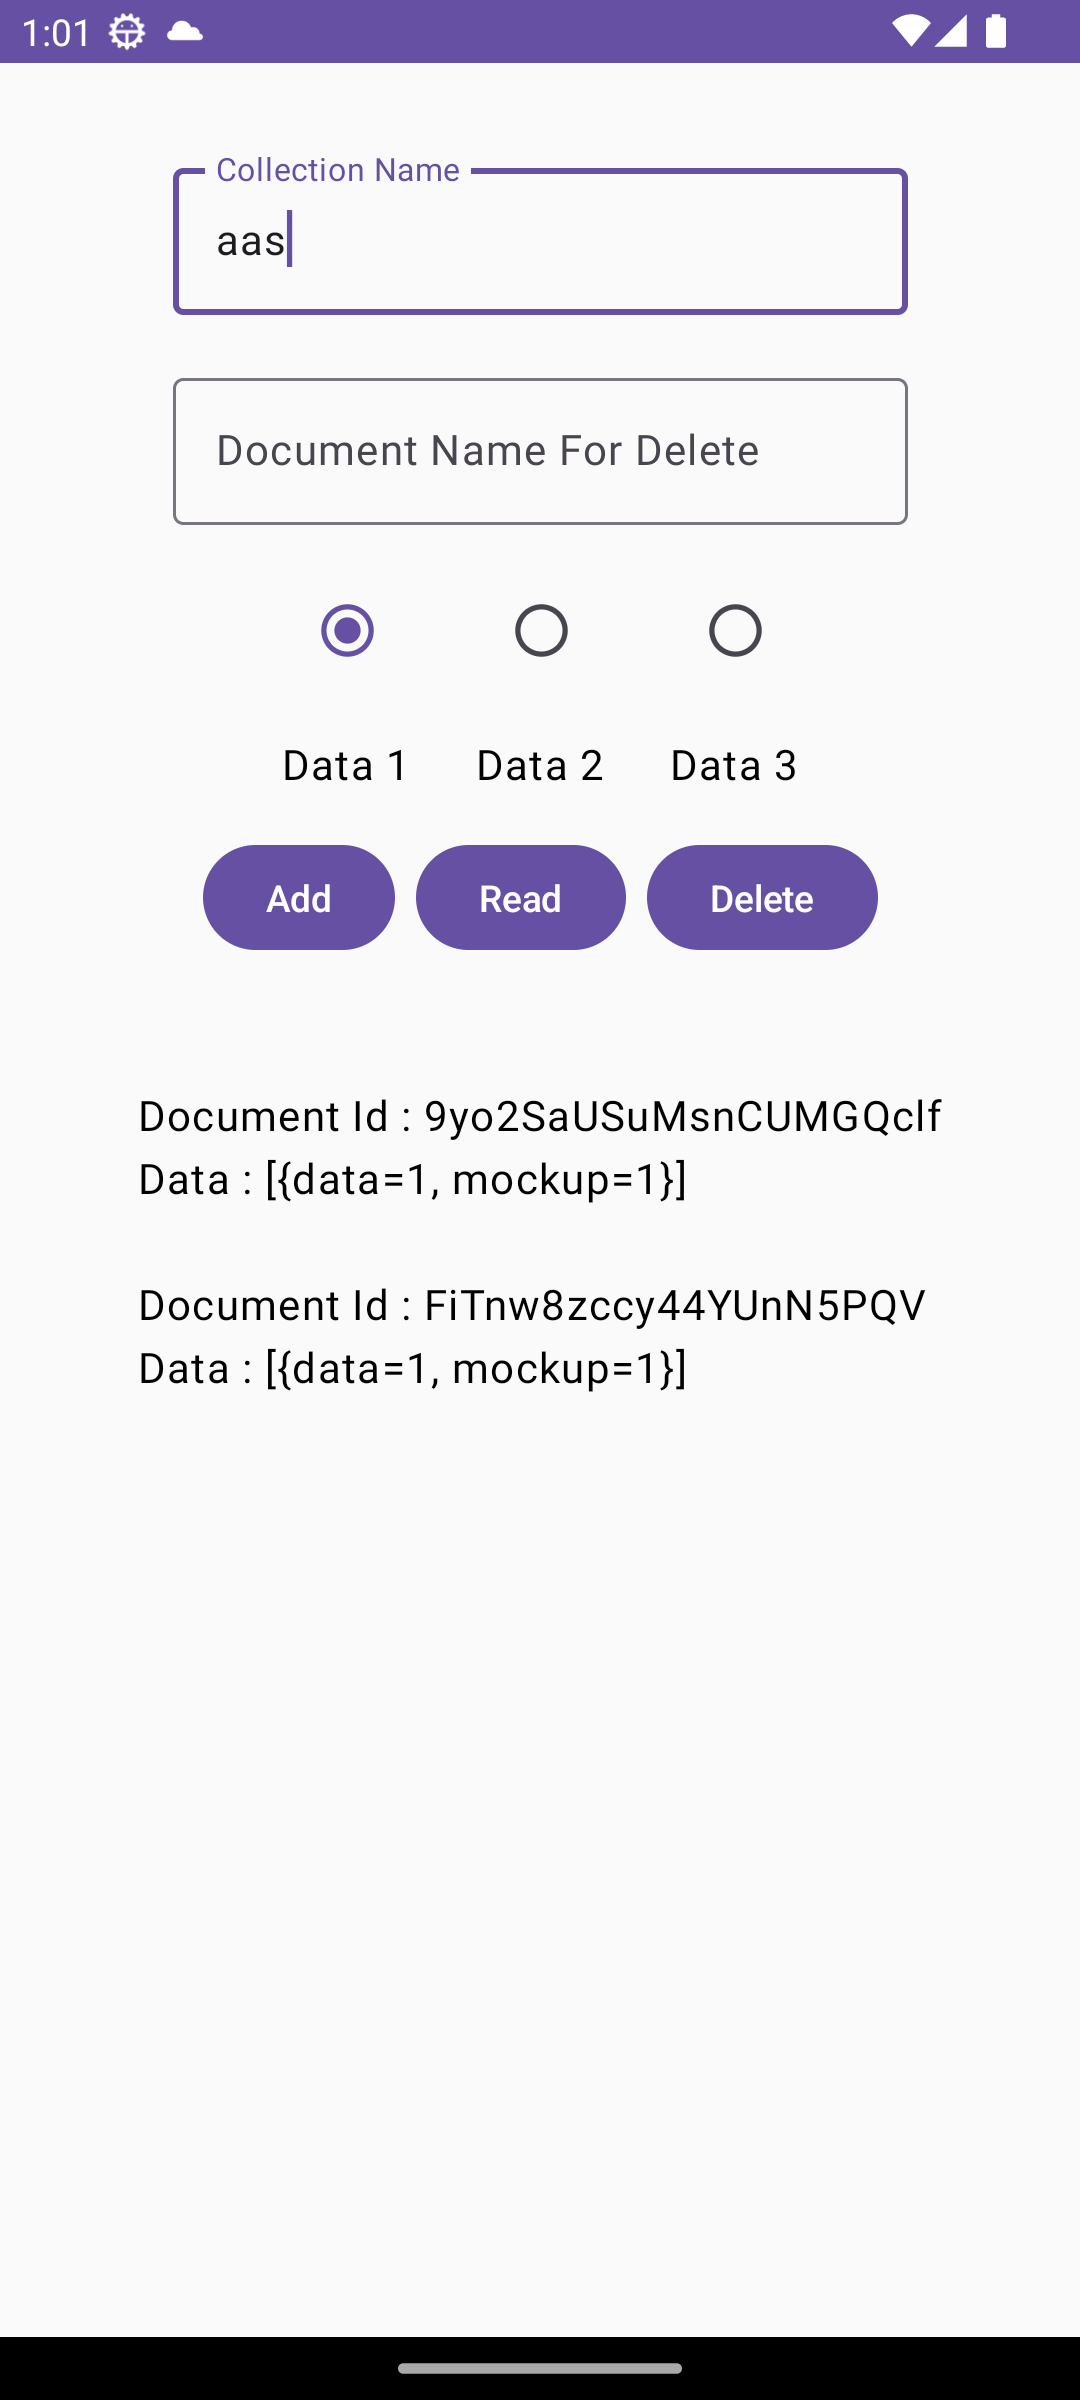 1:01
Collection Name
aas
Document Name For Delete
Data 1 Data 2 Data 3
Add Read Delete
Document Id : 9yo2SaUSuMsnCUMGQclf
Data : [{data=1, mockup=1}]
Document Id : FiTnw8zccy44YUnN5PQV
Data : [{data=1, mockup=1}]